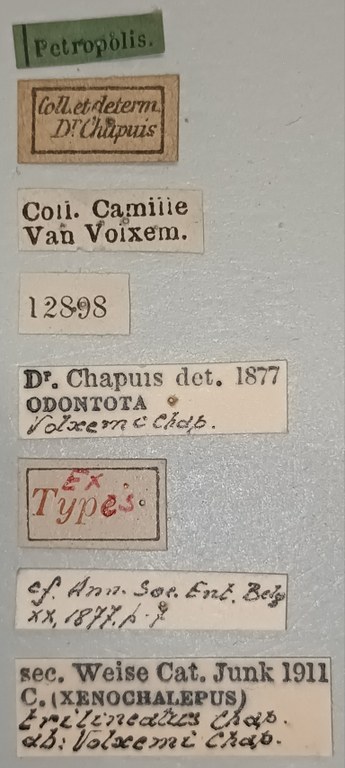 Petropolis.
Coll. et determ.
Dr Chapuis
Coll. Camille
Van Volxem.
12898
Dr. Chapuis det. 1877
ODONTOTA
Volxemi Chap.
Ex
Types.
cf. Ann. Soc. Ent. Belg
XX, 1877, p. 7
sec. Weise Cat. Junk 1911
C. (XENOCHALEPUS)
trilineatus Chap.
ab: Volxemi Chap.